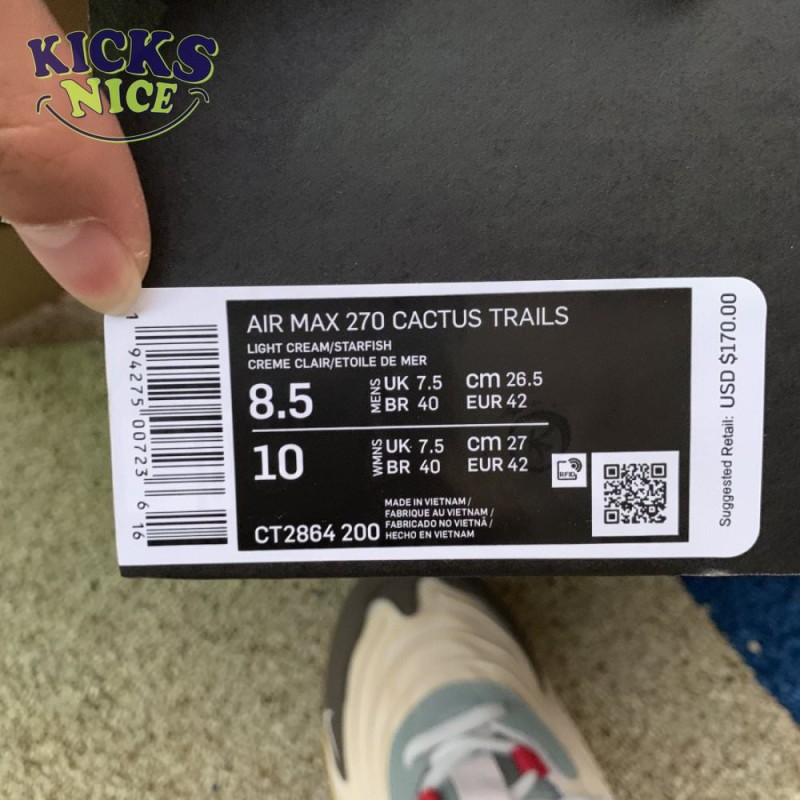 KICKS
NICE
AIR MAX 270 CACTUS TRAILS
LIGHT CREAM/STARFISH
CREME CLAIR/ETOILE DE MER
8.5
MENS
UK 7.5
cm 26.5
BR 40
EUR 42
10
WMNS
UK 7.5
cm 27
BR 40
EUR 42
RFID
CT2864 200
MADE IN VIETNAM /
FABRIQUE AU VIETNAM /
FABRICADO NO VIETNÃ /
HECHO EN VIETNAM
1 94275 00723 6 16
Suggested Retail: USD $170.00